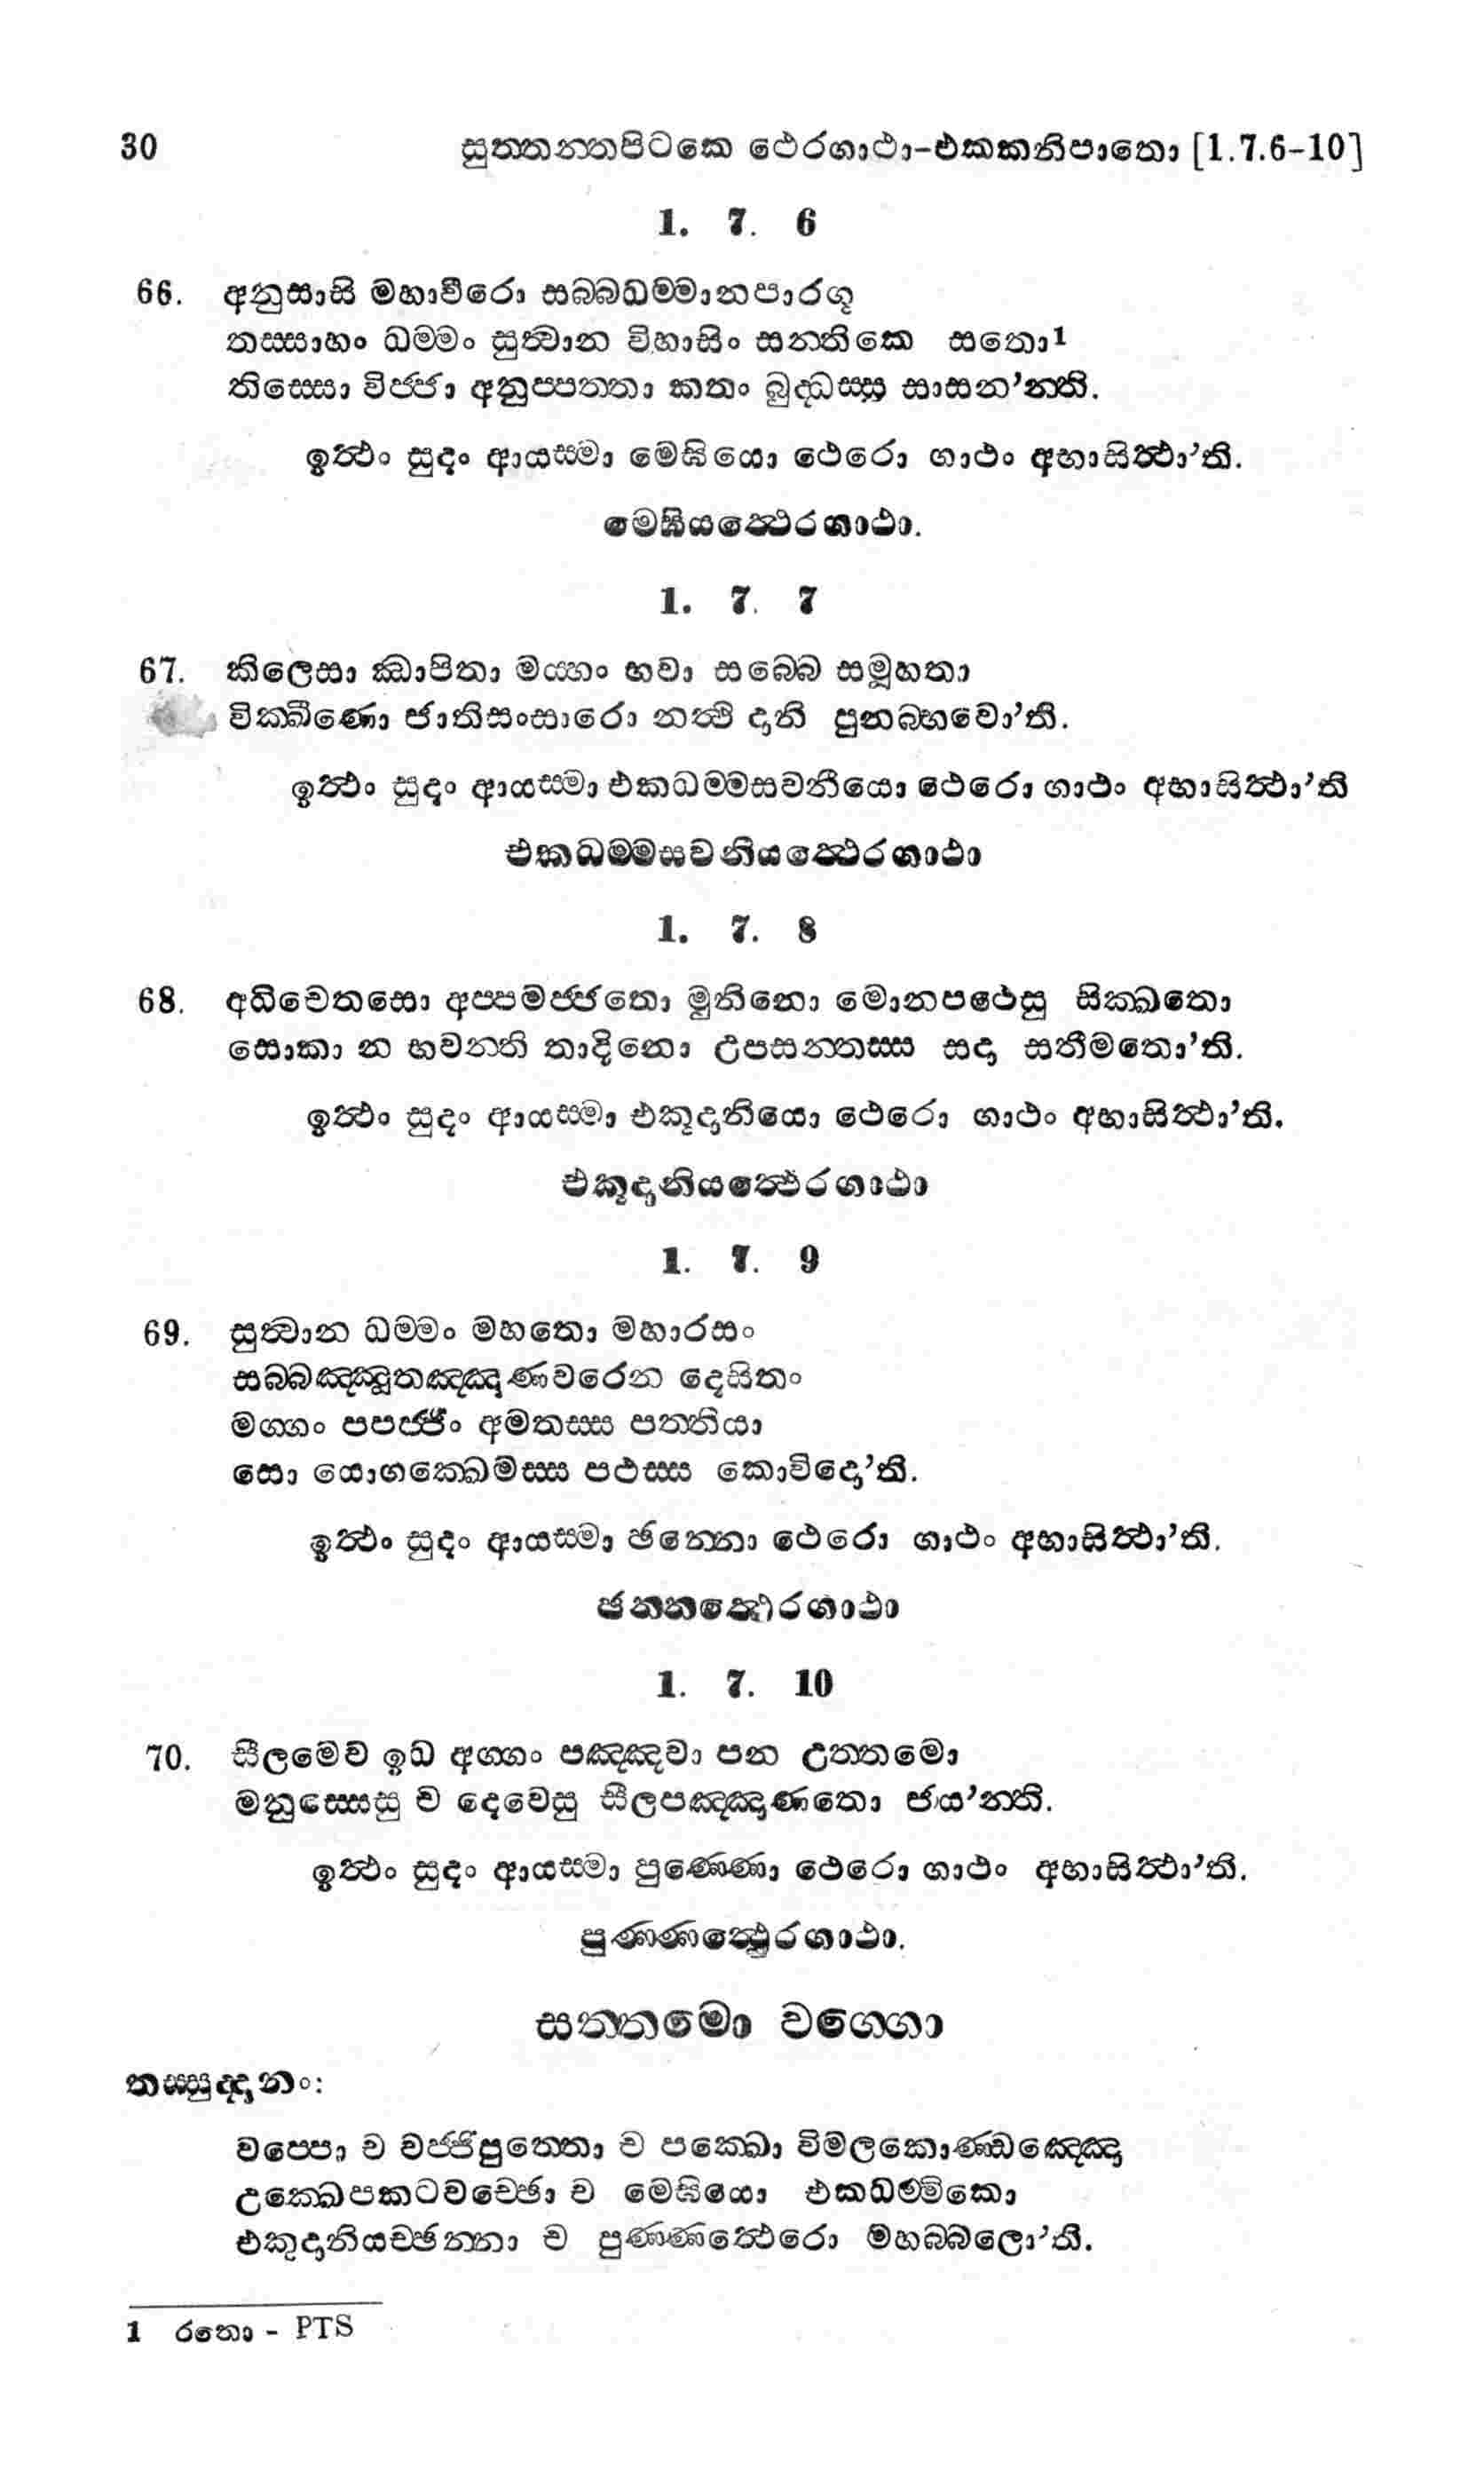 30 සුත්තන්තපිටකෙ ථෙරගාථා-එකකනිපාතො [1.7.6-10]
1. 7. 6
66. අනුසාසි මහාවීරො සබ්බධම්මානපාරගූ
තස්සාහං ධම්මං සුත්‍වාන විහාසිං සන්තිකෙ සතො1
තිස්සො විජ්ජා අනුප්පත්තා කතං බුද්ධස්ස සාසන’න්ති.
ඉත්‍ථං සුදං ආයස්මා මෙඝියො ථෙරො ගාථං අභාසිත්‍ථා’ති.
මෙඝියත්‍ථෙරගාථා.
1. 7. 7
67. කිලෙසා ඣාපිතා මය්හං භවා සබ්බෙ සමූහතා
වික්ඛීණො ජාතිසංසාරො නත්‍ථි දානි පුනබ්භවො’ති.
ඉත්‍ථං සුදං ආයස්මා එකධම්මසවනීයො ථෙරො ගාථං අභාසිත්‍ථා’ති
එකධම්මසවනීයත්‍ථෙරගාථා
1. 7. 8
68. අධිචෙතසො අප්පමජ්ජතො මුනිනො මොනපථෙසු සික්ඛතො
සොකා න භවන්ති තාදිනො උපසන්තස්ස සදා සතීමතො’ති.
ඉත්‍ථං සුදං ආයස්මා එකූදානියො ථෙරො ගාථං අභාසිත්‍ථා’ති.
එකූදානියත්‍ථෙරගාථා
1. 7. 9
69. සුත්‍වාන ධම්මං මහතො මහාරසං
සබ්බඤ්ඤුතඤ්ඤාණවරෙන දෙසිතං
මග්ගං පපජ්ජිං අමතස්ස පත්තියා
සො යොගක්ඛෙමස්ස පථස්ස කොවිදො’ති.
ඉත්‍ථං සුදං ආයස්මා ඡන්නො ථෙරො ගාථං අභාසිත්‍ථා’ති.
ඡන්නත්‍ථෙරගාථා
1. 7. 10
70. සීලමෙව ඉධ අග්ගං පඤ්ඤවා පන උත්තමො
මනුස්සෙසු ච දෙවෙසු සීලපඤ්ඤාණතො ජය’න්ති.
ඉත්‍ථං සුදං ආයස්මා පුණ්ණො ථෙරො ගාථං අභාසිත්‍ථා’ති.
පුණ්ණත්‍ථෙරගාථා.
සත්තමො වග්ගො
තස්සුද්දානං:
වප්පො ච වජ්ජිපුත්තො ච පක්ඛො විමලකොණ්ඩඤ්ඤො
උක්ඛෙපකටවච්ඡො ච මෙඝියො එකධම්මිකො
එකුදානියච්ඡන්නා ච පුණ්ණත්‍ථෙරො මහබ්බලො’ති.
1 රතො - PTS